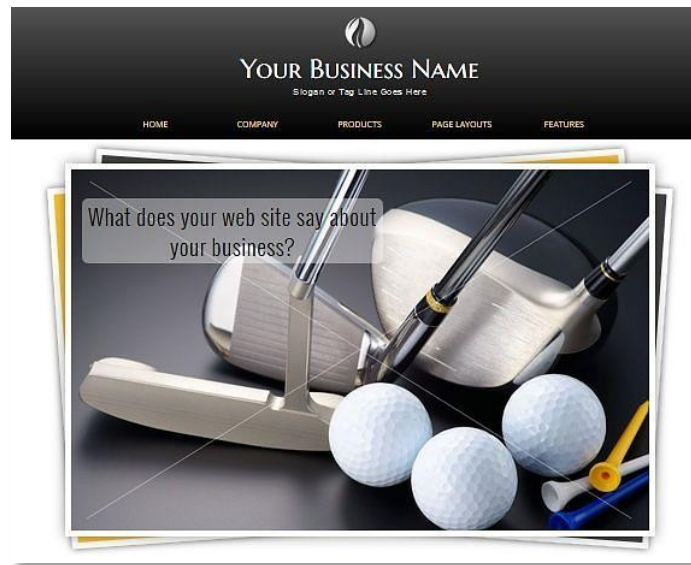 YOUR BUSINESS NAME
Slogan or Tag Line Goes Here
HOME COMPANY PRODUCTS PAGE LAYOUTS FEATURES
What does your web site say about
your business?